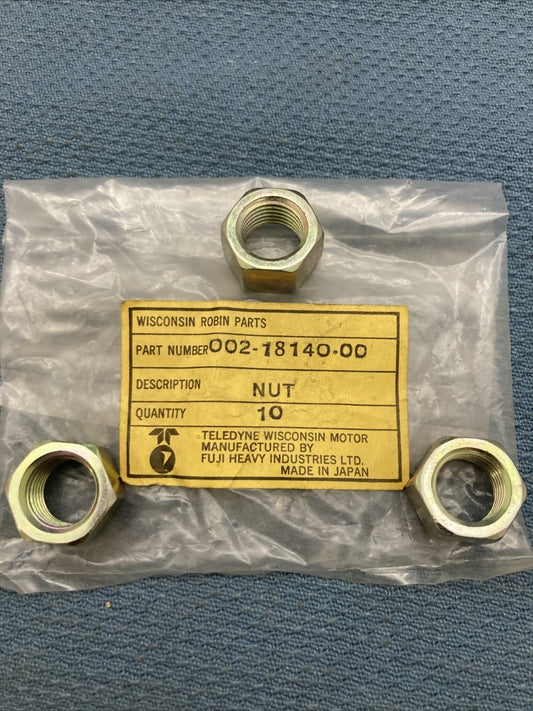 WISCONSIN ROBIN PARTS
PART NUMBER 002-18140-00
DESCRIPTION NUT
QUANTITY 10
TELEDYNE WISCONSIN MOTOR
MANUFACTURED BY
FUJI HEAVY INDUSTRIES LTD.
MADE IN JAPAN